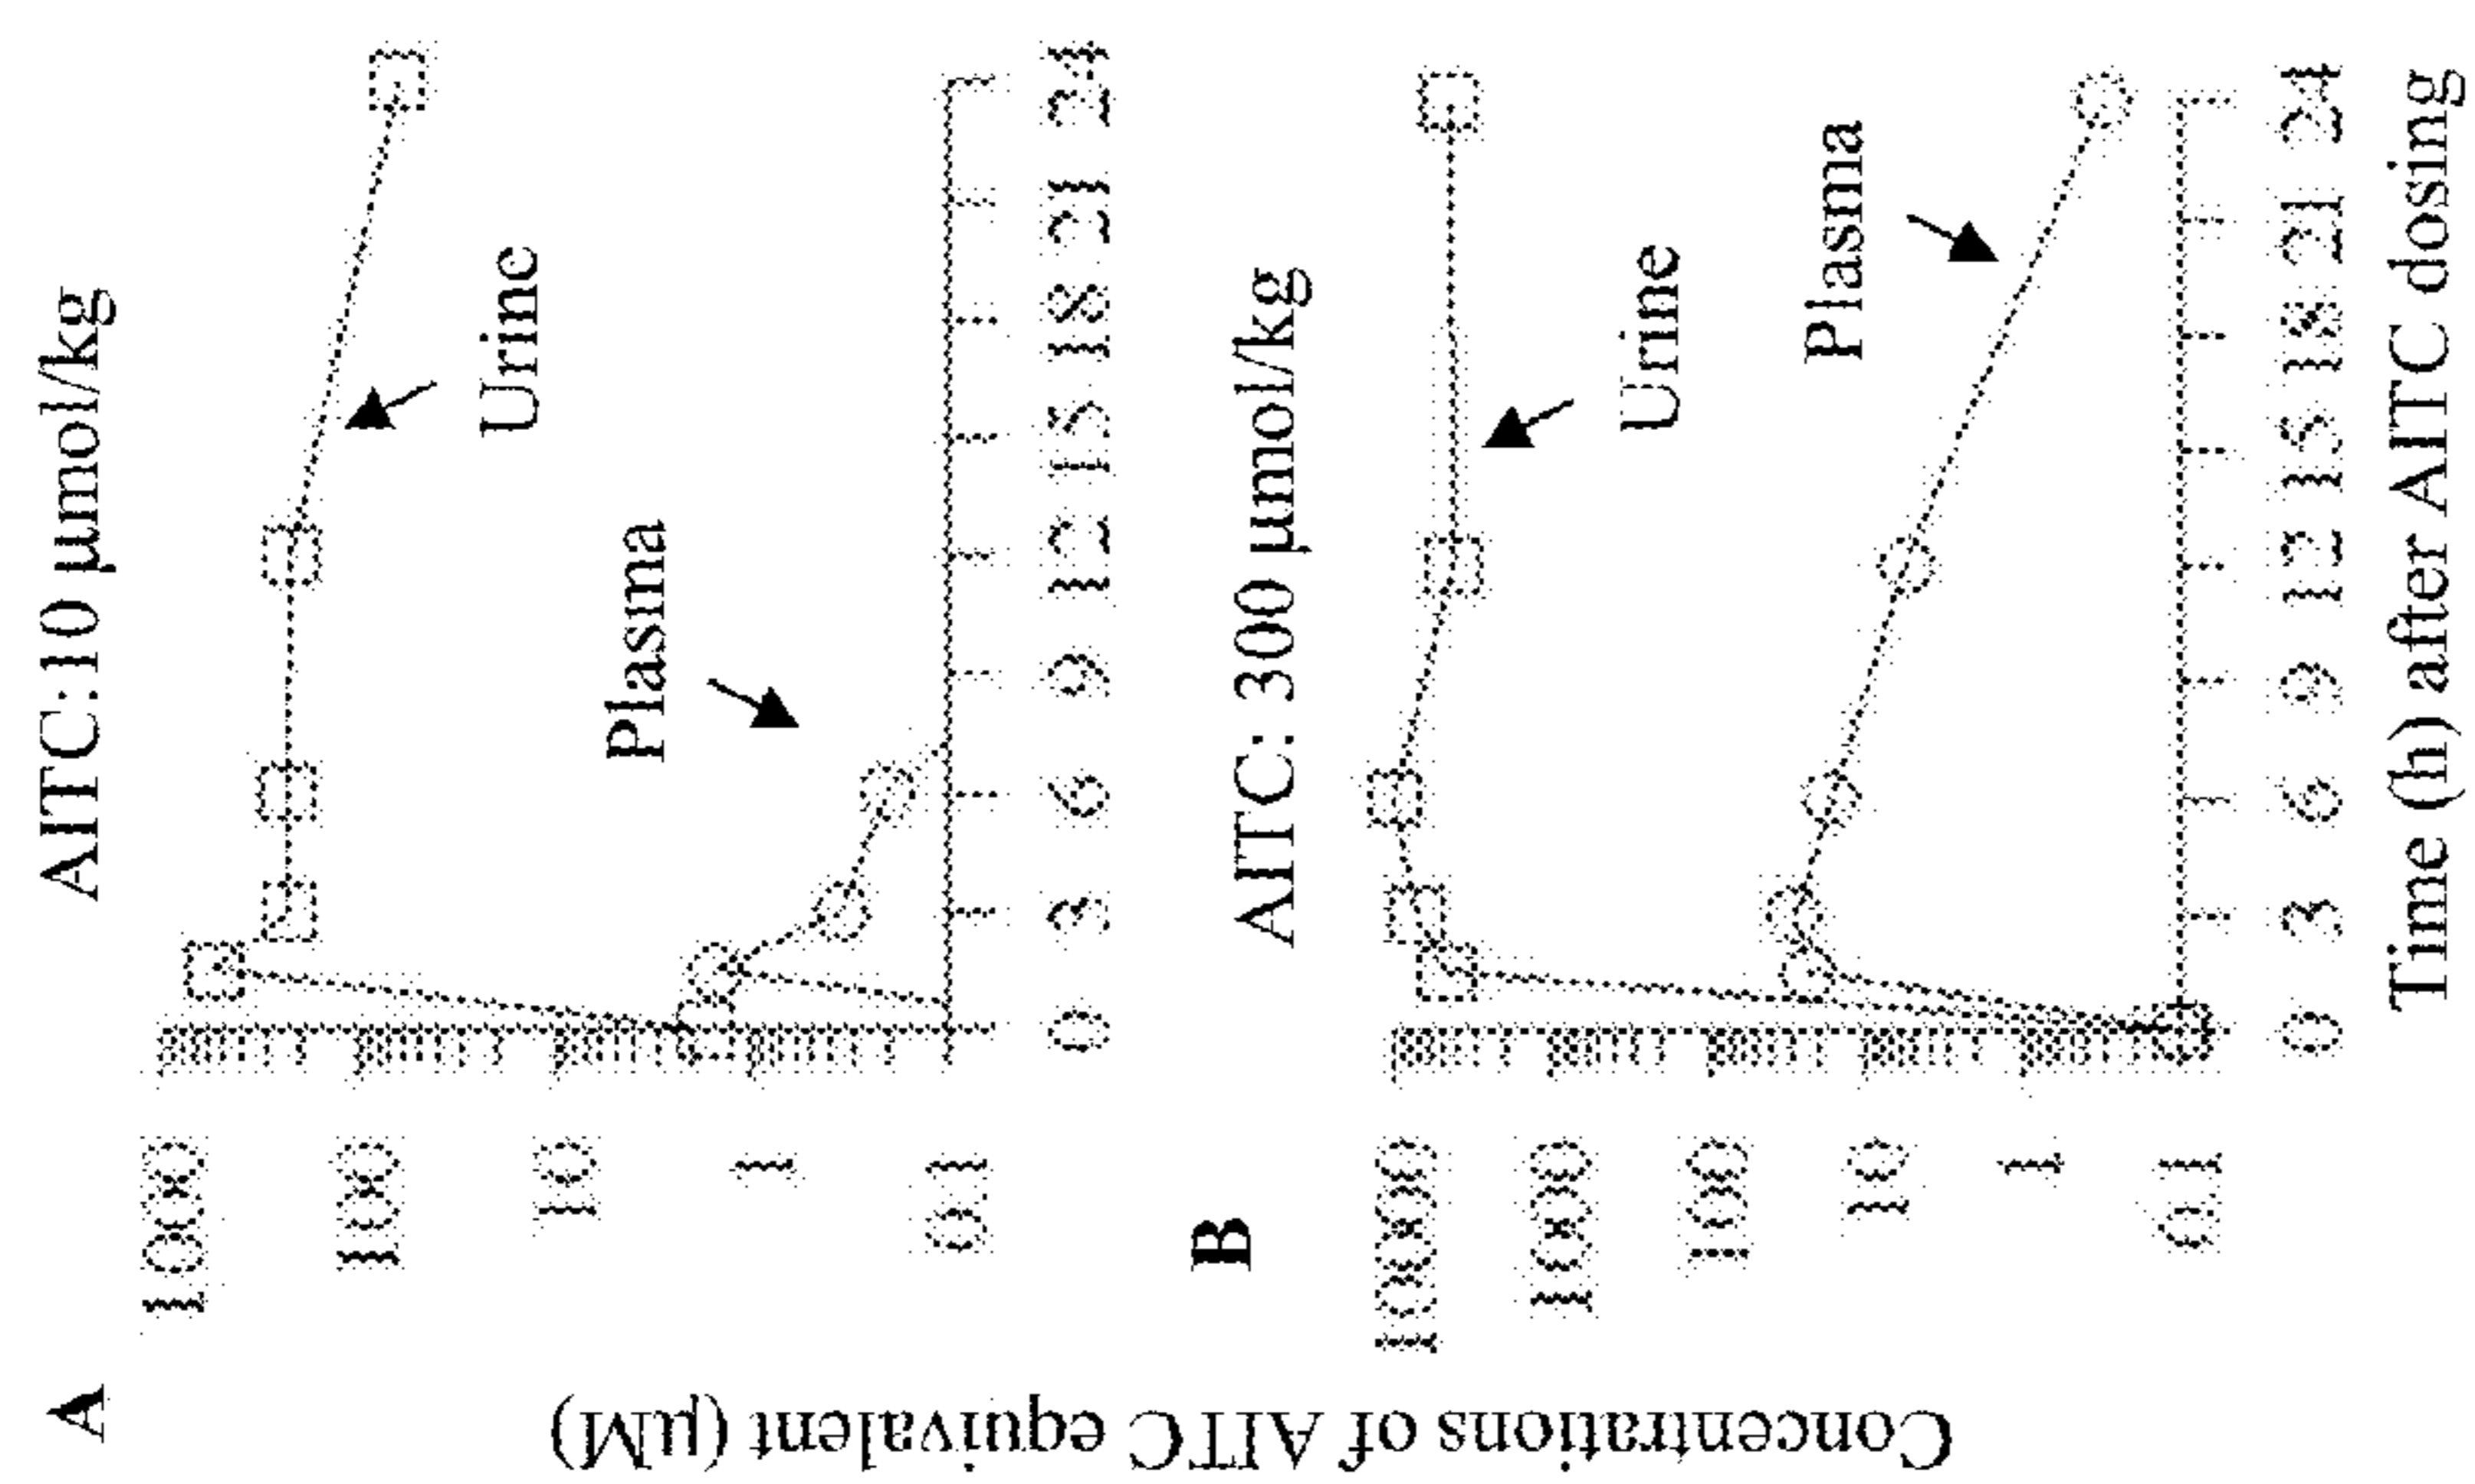 A
AITC:10 µmol/kg
1000
100
10
1
0.1
Urine
Plasma
0 3 6 9 12 15 18 21 24
B
AITC: 300 µmol/kg
10000
1000
100
10
1
0.1
Urine
Plasma
0 3 6 9 12 15 18 21 24
Time (h) after AITC dosing
Concentrations of AITC equivalent (µM)